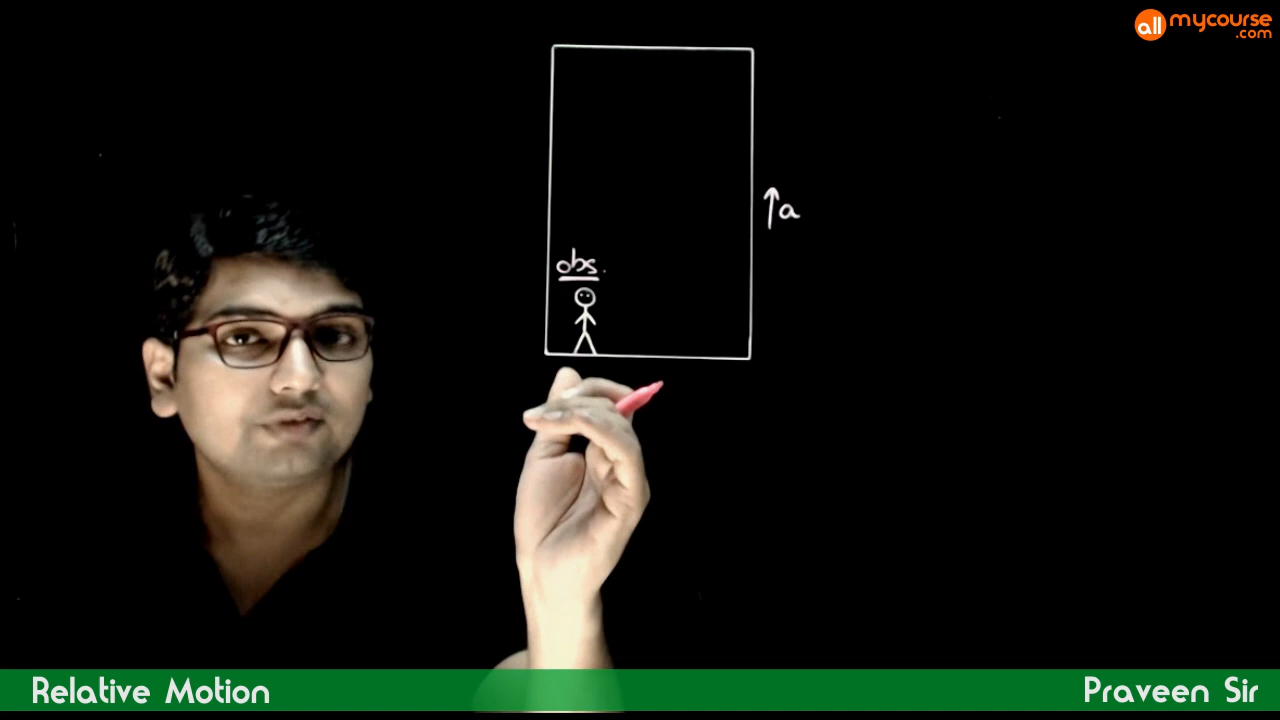 all mycourse
.com
a
obs.
Relative Motion
Praveen Sir